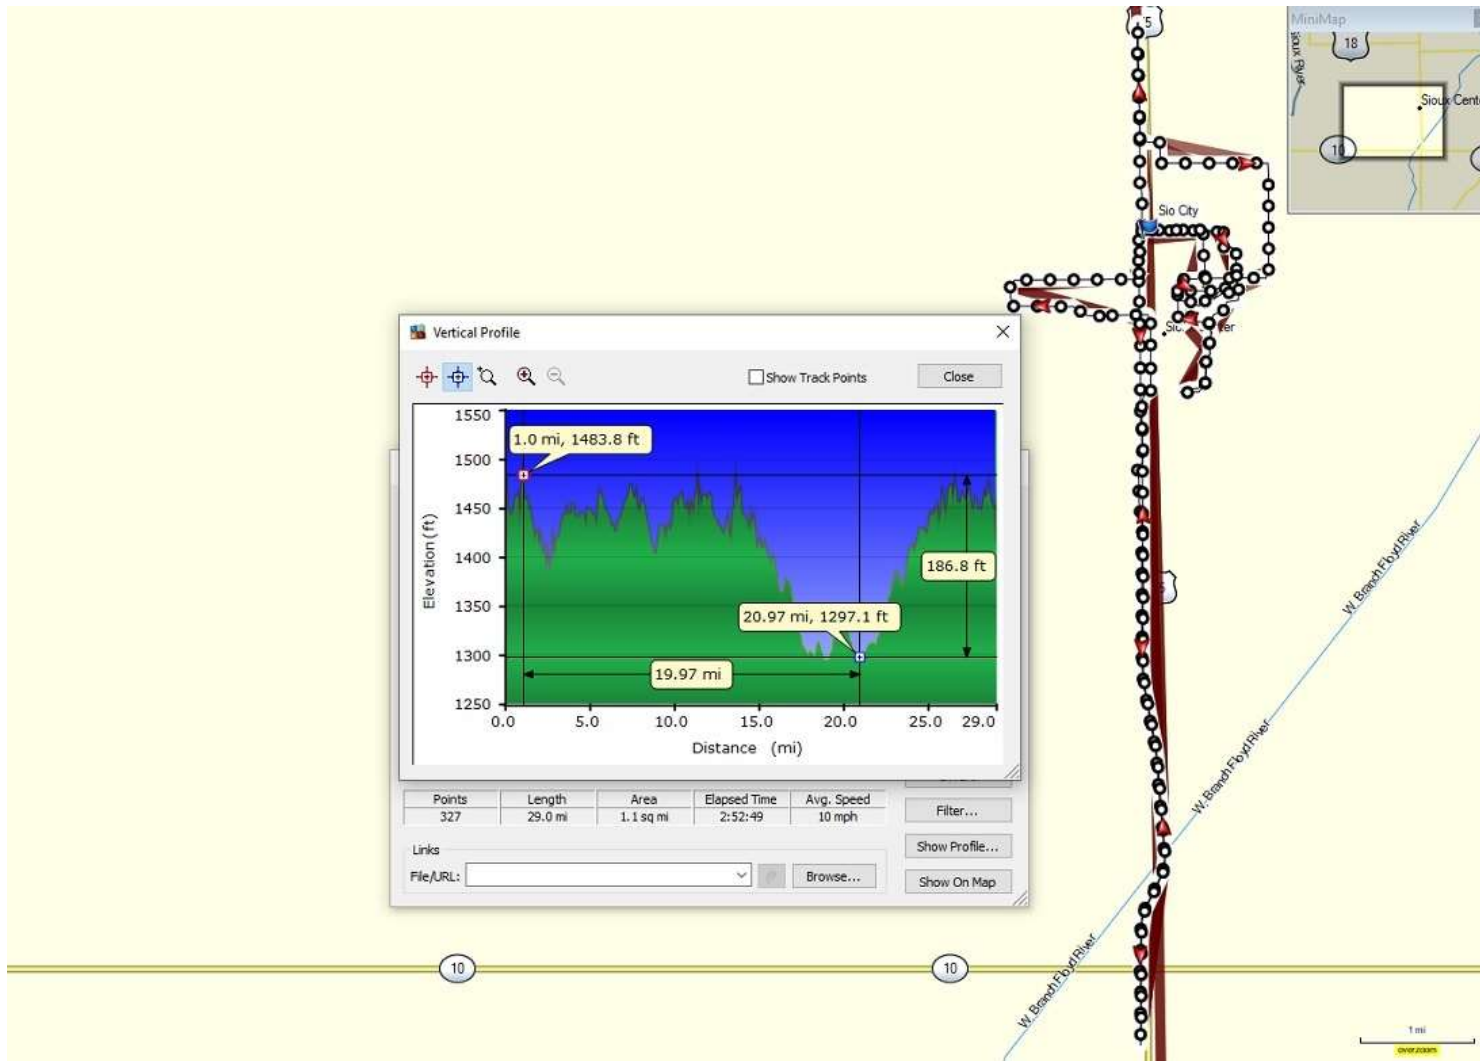 MiniMap
18
Sioux River
Sioux Cent
10
Sio City
Vertical Profile
Show Track Points
Close
1550
1500
1450
1400
1350
1300
1250
Elevation (ft)
1.0 mi, 1483.8 ft
186.8 ft
20.97 mi, 1297.1 ft
19.97 mi
0.0 5.0 10.0 15.0 20.0 25.0 29.0
Distance (mi)
Points Length Area Elapsed Time Avg. Speed
327 29.0 mi 1.1 sq mi 2:52:49 10 mph
Filter...
Links
Show Profile...
File/URL:
Browse...
Show On Map
W. Branch Floyd River
W. Branch Floyd River
W. Branch Floyd River
10
10
1 mi
overzoom